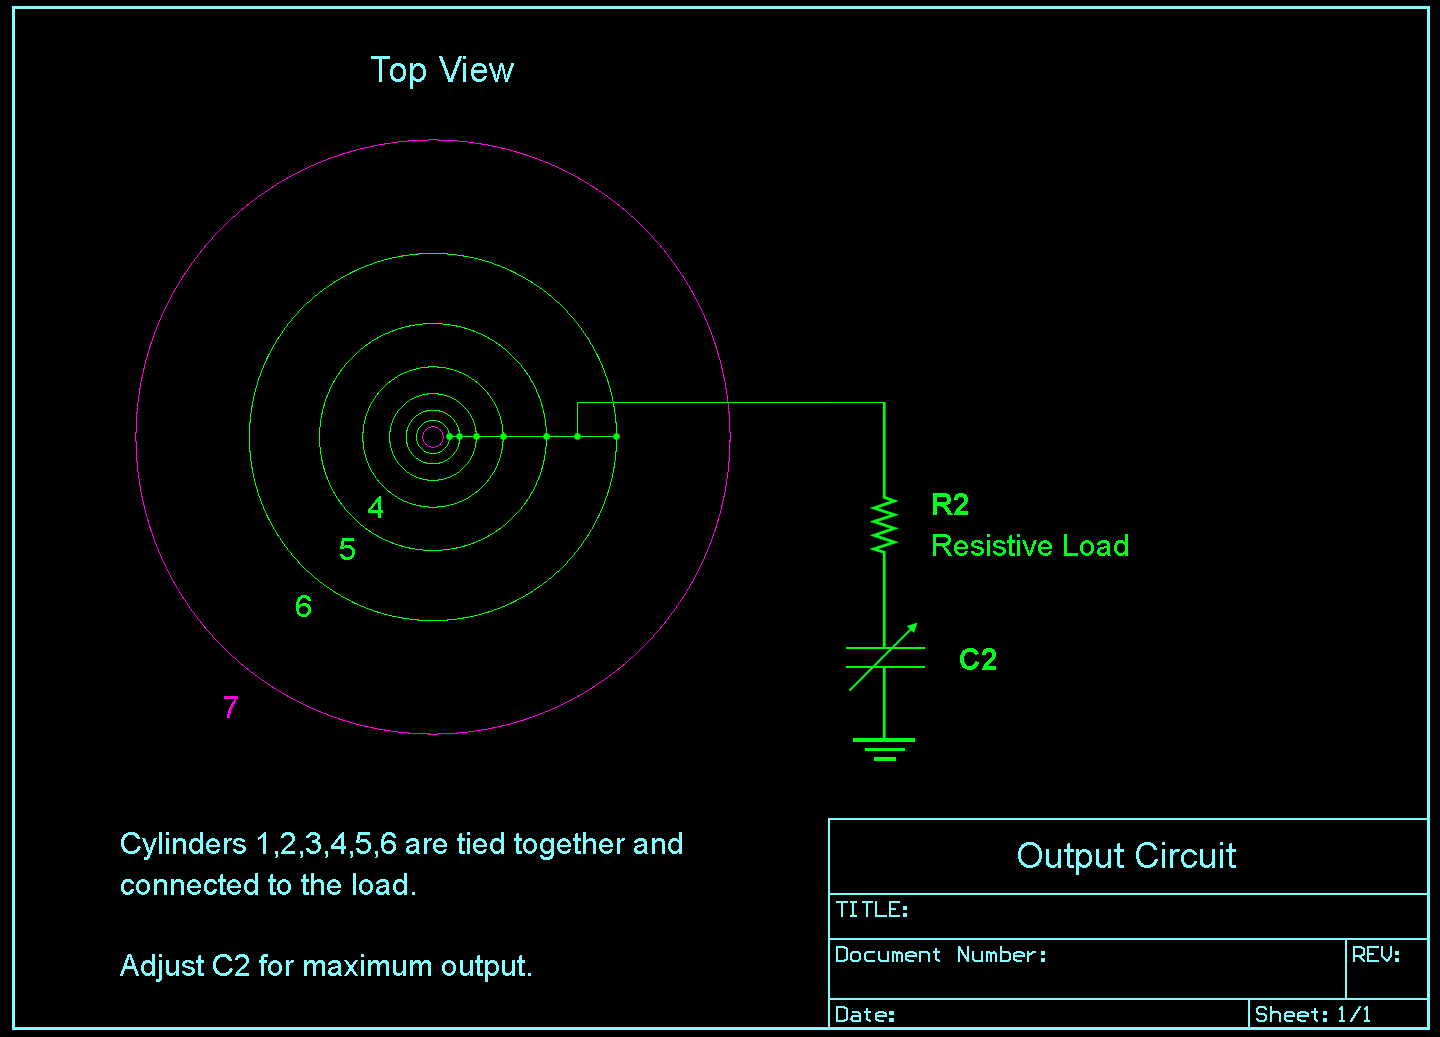 Top View
4
5
6
7
R2
Resistive Load
C2
Cylinders 1,2,3,4,5,6 are tied together and
connected to the load.
Adjust C2 for maximum output.
Output Circuit
TITLE:
Document Number:
REV:
Date:
Sheet: 1/1